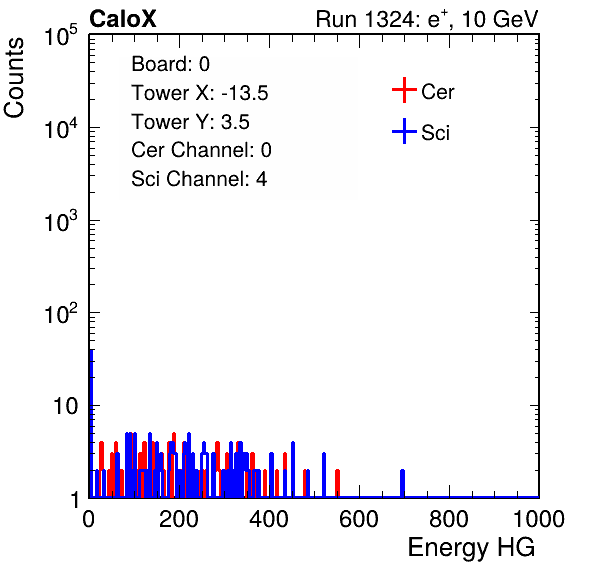 CaloX Run 1324: e⁺, 10 GeV
Counts
10⁵
10⁴
10³
10²
10
1
Board: 0
Tower X: -13.5
Tower Y: 3.5
Cer Channel: 0
Sci Channel: 4
Cer
Sci
0 200 400 600 800 1000
Energy HG